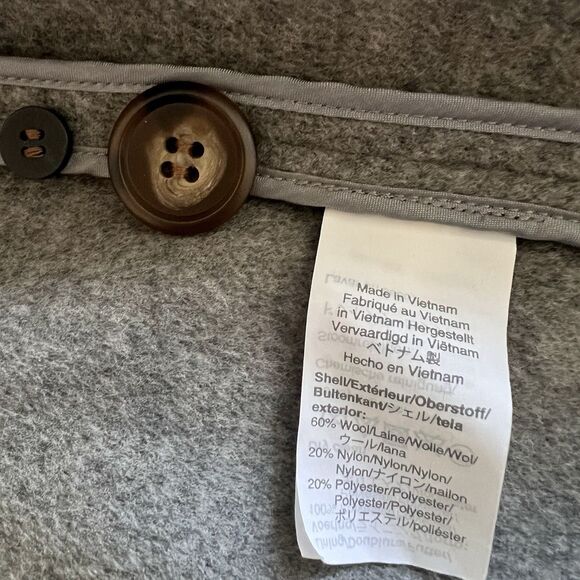 Made in Vietnam
Fabriqué au Vietnam
in Vietnam Hergestellt
Vervaardigd in Viëtnam
ベトナム製
Hecho en Vietnam
Shell/Extérieur/Oberstoff/
Buitenkant/シェル/tela
exterior:
60% Wool/Laine/Wolle/Wol/
ウール/lana
20% Nylon/Nylon/Nylon/
Nylon/ナイロン/nailon
20% Polyester/Polyester/
Polyester/Polyester/
ポリエステル/poliéster